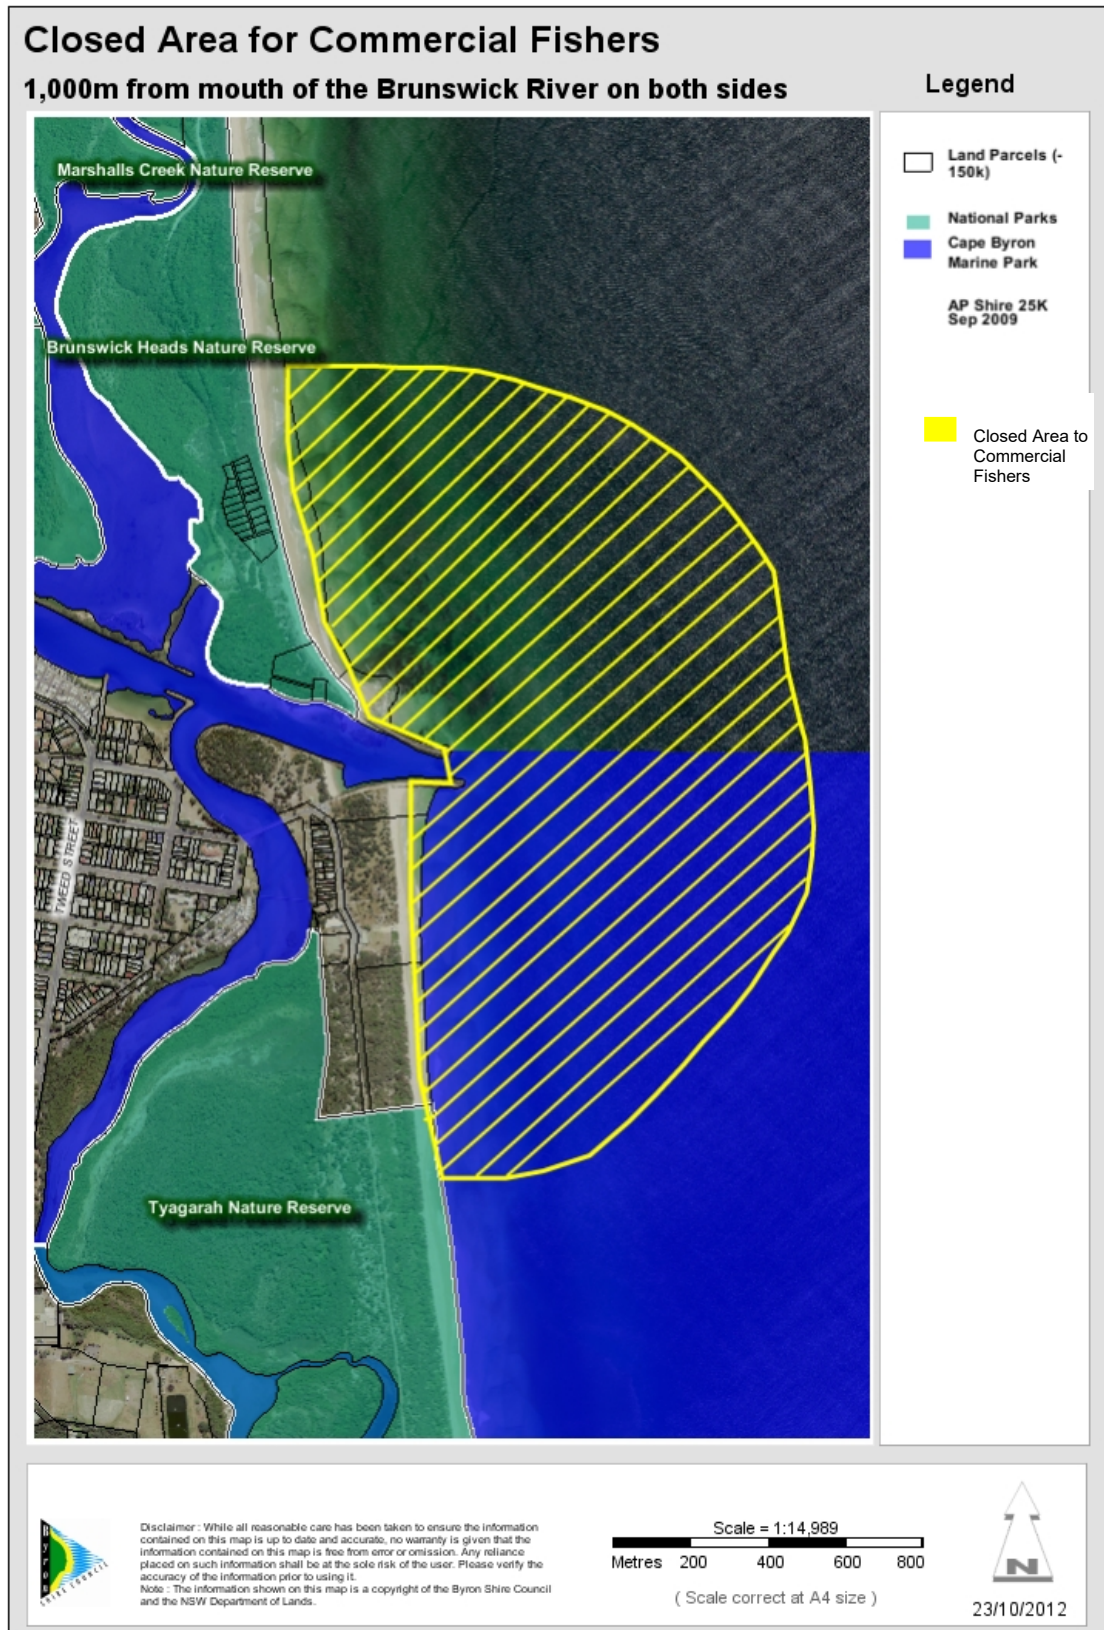 Closed Area for Commercial Fishers
1,000m from mouth of the Brunswick River on both sides
Legend
Marshalls Creek Nature Reserve
Brunswick Heads Nature Reserve
TWEED STREET
Tyagarah Nature Reserve
Land Parcels (-
150k)
National Parks
Cape Byron
Marine Park
AP Shire 25K
Sep 2009
Closed Area to
Commercial
Fishers
Byron
SHIRE COUNCIL
Disclaimer : While all reasonable care has been taken to ensure the information
contained on this map is up to date and accurate, no warranty is given that the
information contained on this map is free from error or omission. Any reliance
placed on such information shall be at the sole risk of the user. Please verify the
accuracy of the information prior to using it.
Note : The information shown on this map is a copyright of the Byron Shire Council
and the NSW Department of Lands.
Scale = 1:14,989
Metres 200 400 600 800
( Scale correct at A4 size )
N
23/10/2012